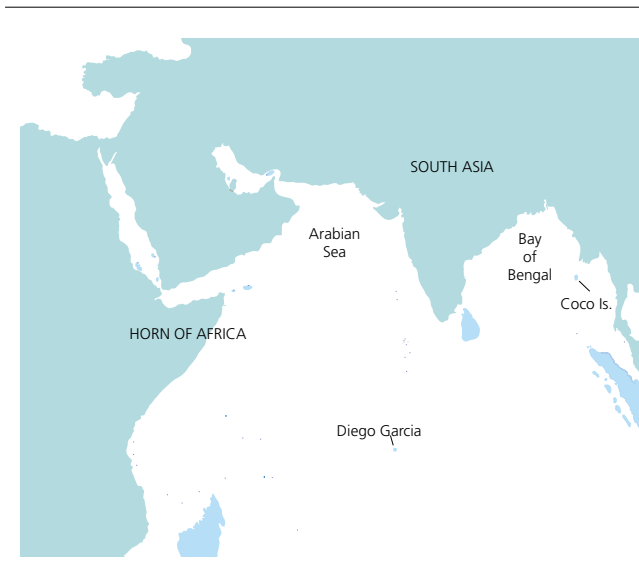 SOUTH ASIA
Arabian
Sea
Bay
of
Bengal
Coco Is.
HORN OF AFRICA
Diego Garcia